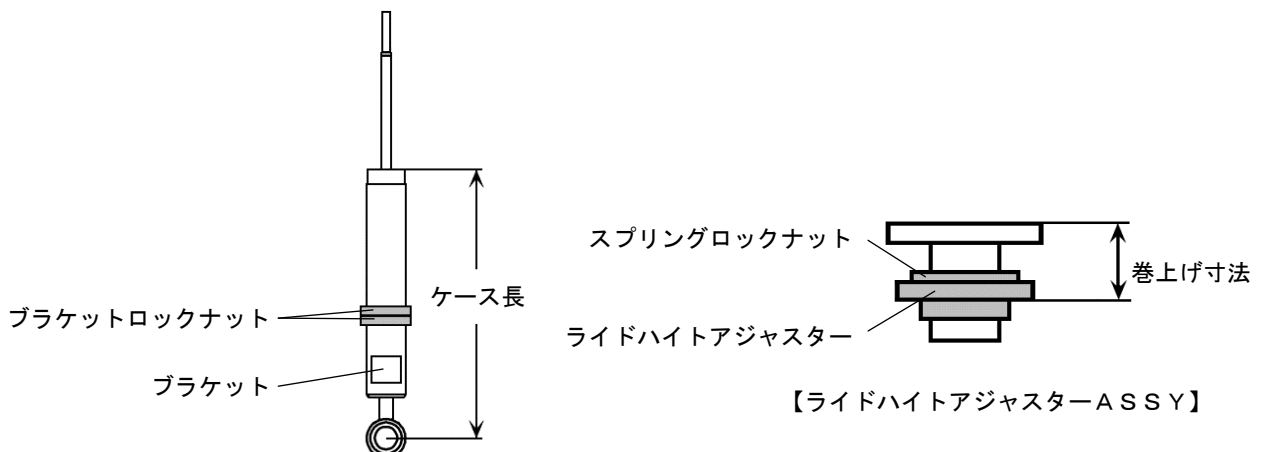 ケース長
ブラケットロックナット
ブラケット
スプリングロックナット
巻上げ寸法
ライドハイトアジャスター
【ライドハイトアジャスターＡＳＳＹ】